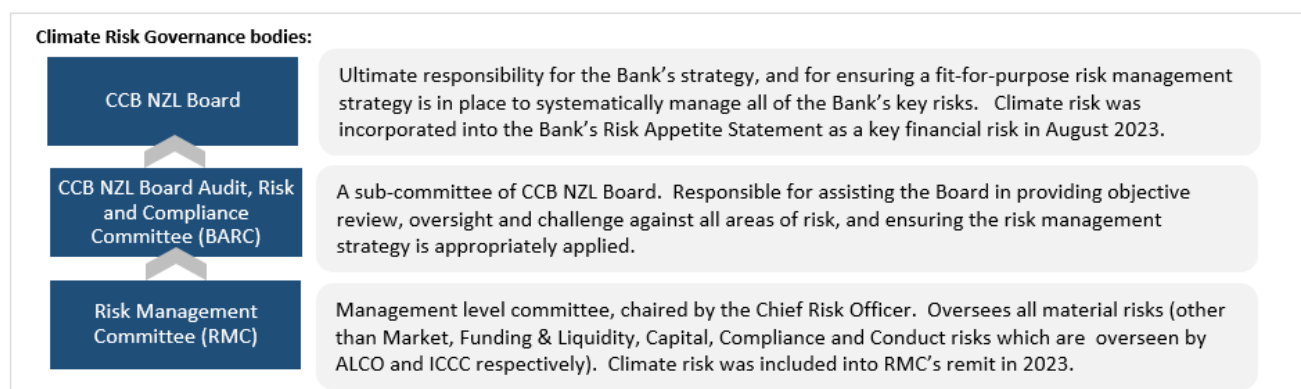 Climate Risk Governance bodies:
CCB NZL Board
Ultimate responsibility for the Bank's strategy, and for ensuring a fit-for-purpose risk management
strategy is in place to systematically manage all of the Bank's key risks.   Climate risk was
incorporated into the Bank's Risk Appetite Statement as a key financial risk in August 2023.
CCB NZL Board Audit, Risk
and Compliance
Committee (BARC)
A sub-committee of CCB NZL Board.  Responsible for assisting the Board in providing objective
review, oversight and challenge against all areas of risk, and ensuring the risk management
strategy is appropriately applied.
Risk Management
Committee (RMC)
Management level committee, chaired by the Chief Risk Officer.  Oversees all material risks (other
than Market, Funding & Liquidity, Capital, Compliance and Conduct risks which are  overseen by
ALCO and ICCC respectively).  Climate risk was included into RMC's remit in 2023.